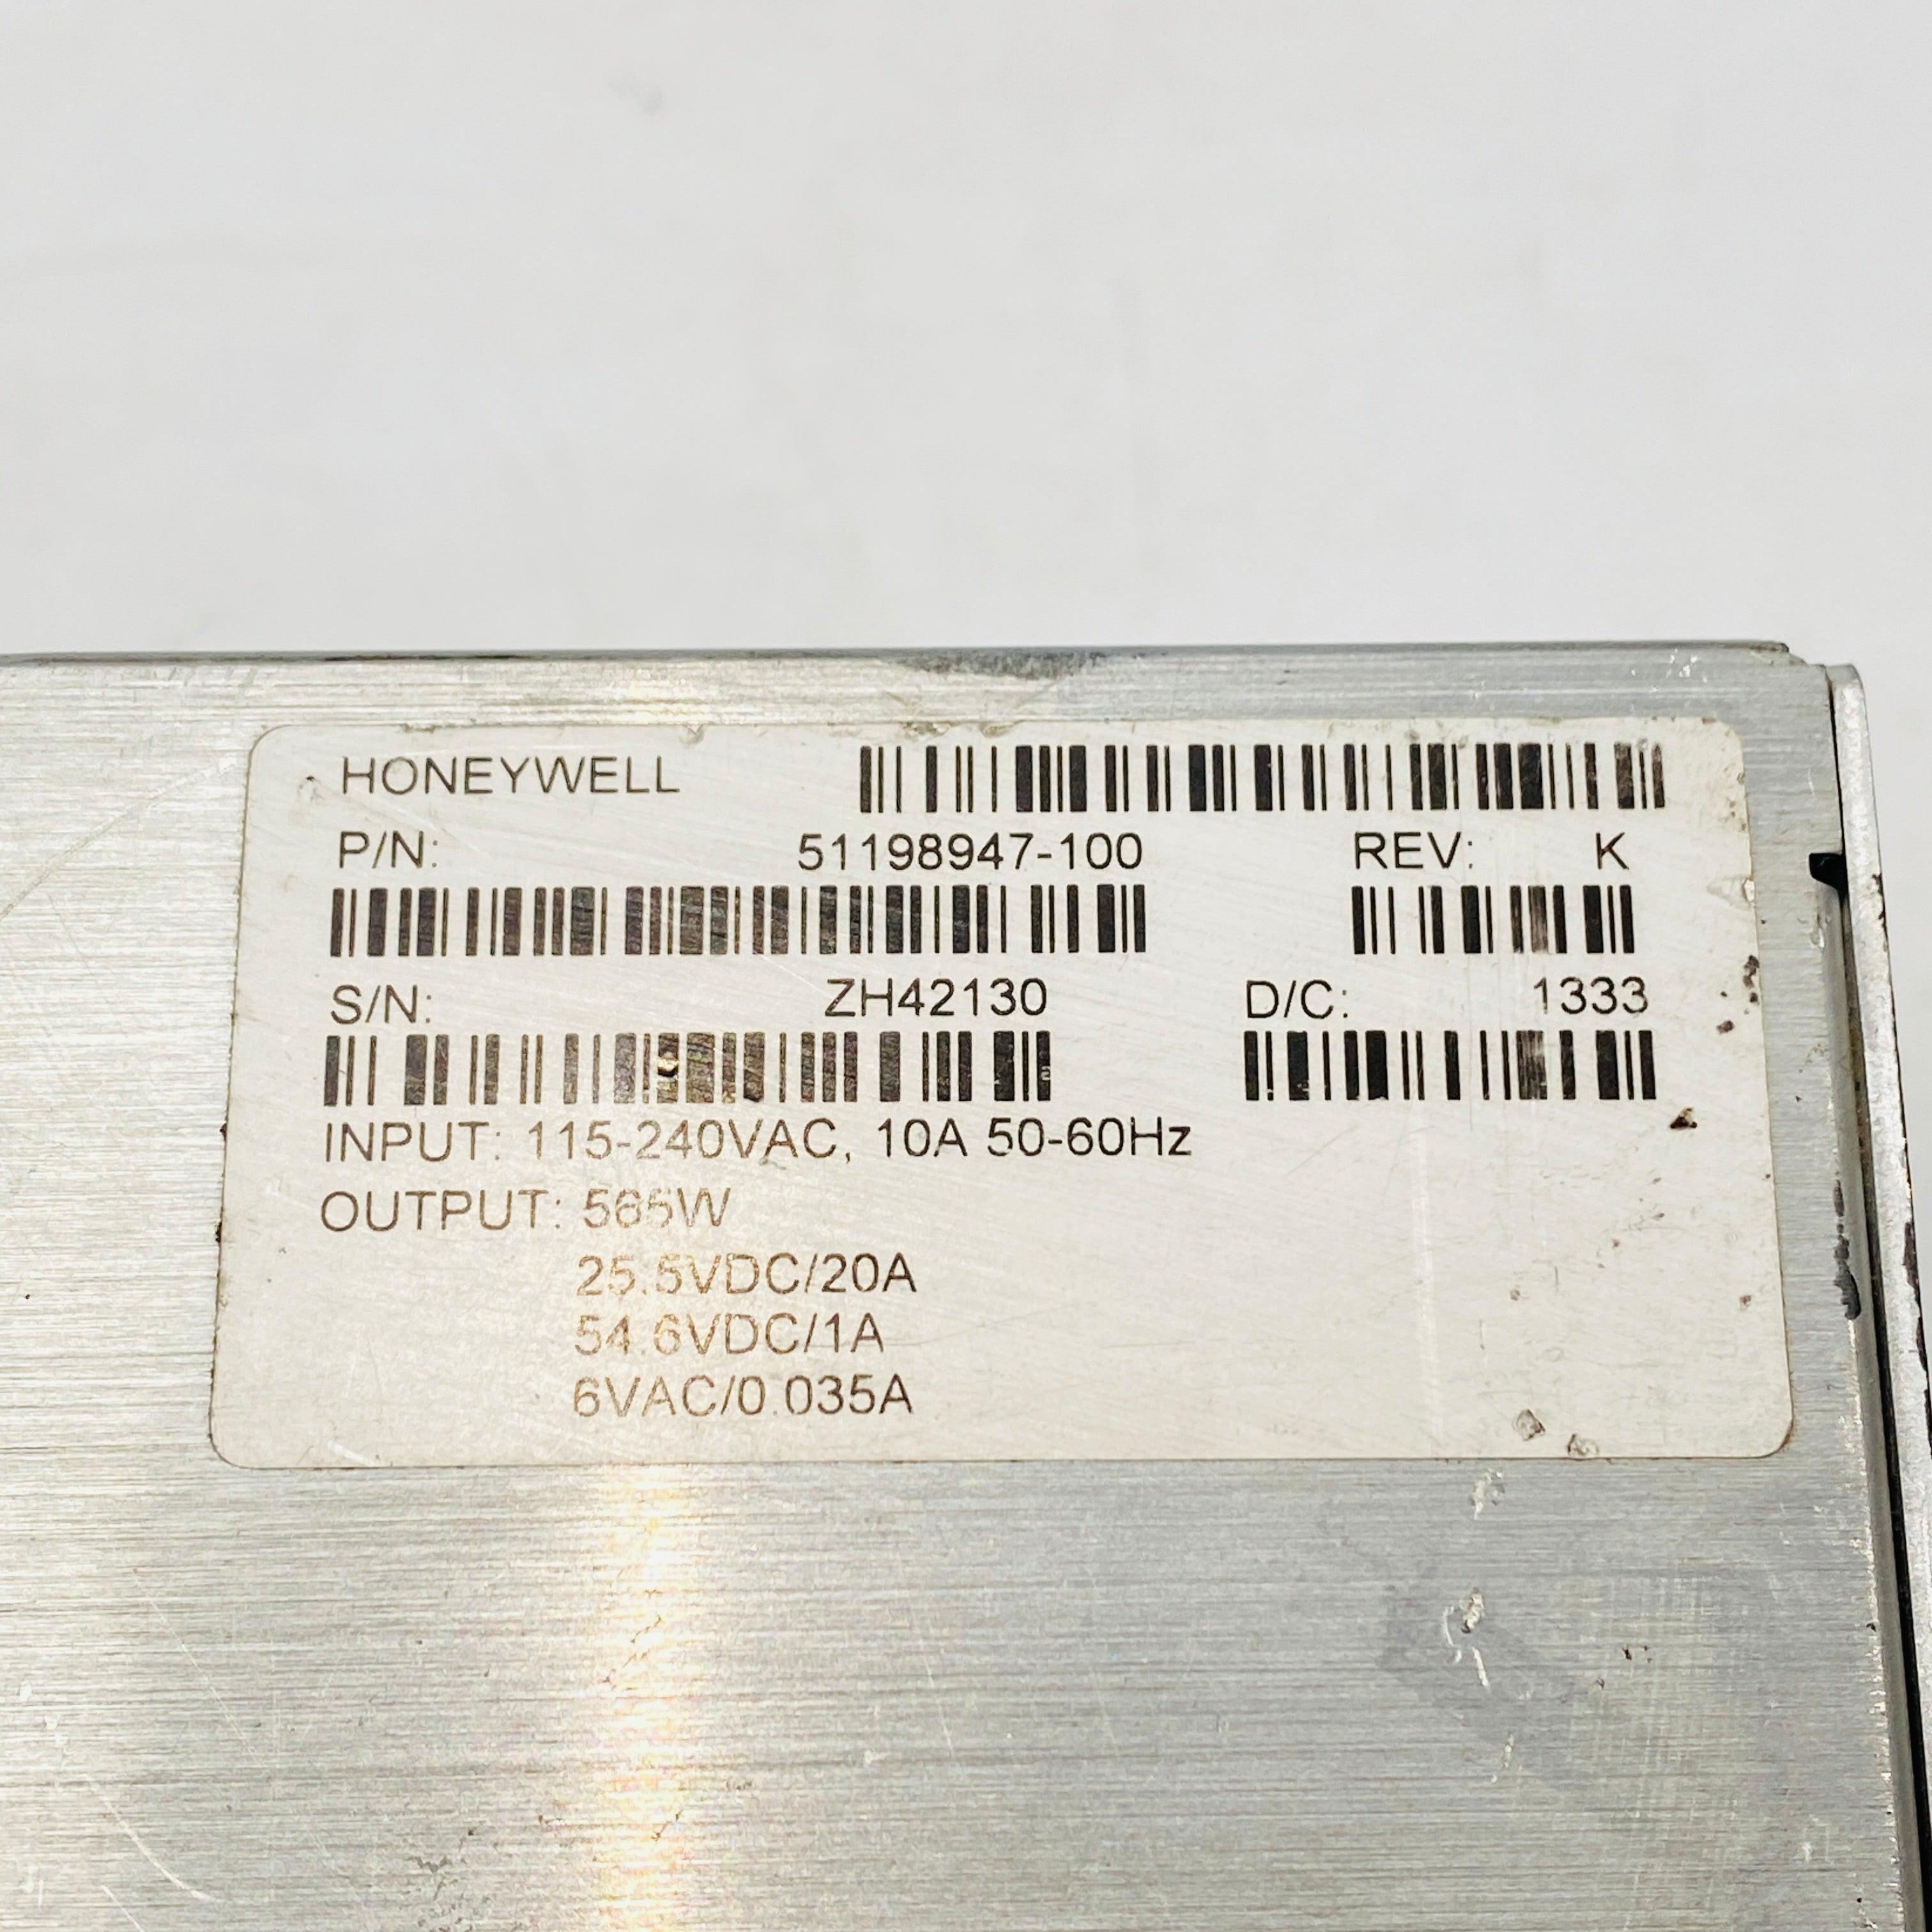 HONEYWELL
P/N: 51198947-100 REV: K
S/N: ZH42130 D/C: 1333
INPUT: 115-240VAC, 10A 50-60Hz
OUTPUT: 565W
25.5VDC/20A
54.6VDC/1A
6VAC/0.035A